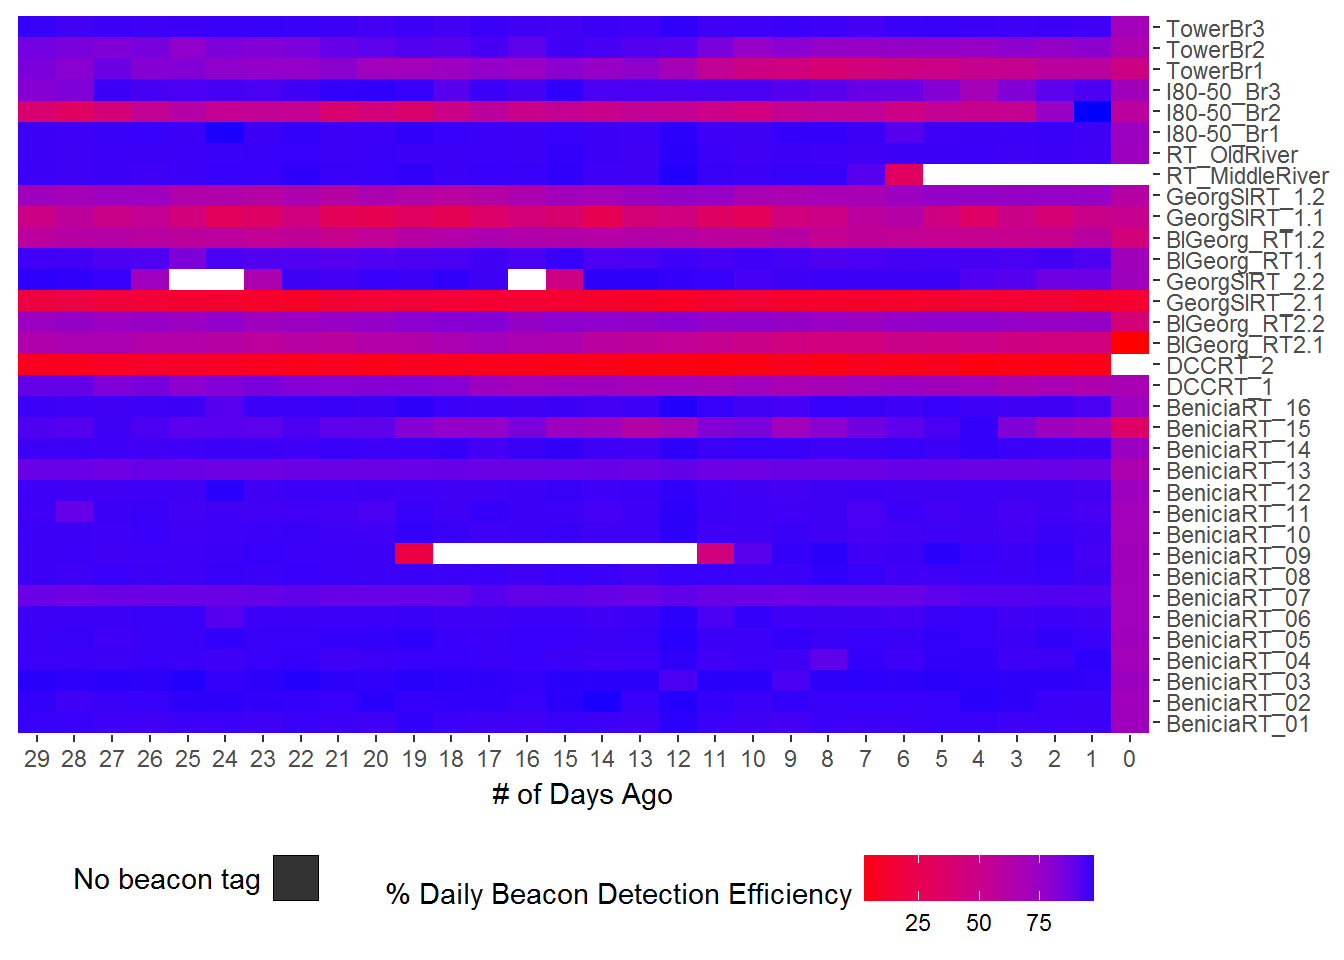 TowerBr3
TowerBr2
TowerBr1
I80-50_Br3
I80-50_Br2
I80-50_Br1
RT_OldRiver
RT_MiddleRiver
GeorgSlRT_1.2
GeorgSlRT_1.1
BlGeorg_RT1.2
BlGeorg_RT1.1
GeorgSlRT_2.2
GeorgSlRT_2.1
BlGeorg_RT2.2
BlGeorg_RT2.1
DCCRT_2
DCCRT_1
BeniciaRT_16
BeniciaRT_15
BeniciaRT_14
BeniciaRT_13
BeniciaRT_12
BeniciaRT_11
BeniciaRT_10
BeniciaRT_09
BeniciaRT_08
BeniciaRT_07
BeniciaRT_06
BeniciaRT_05
BeniciaRT_04
BeniciaRT_03
BeniciaRT_02
BeniciaRT_01
29 28 27 26 25 24 23 22 21 20 19 18 17 16 15 14 13 12 11 10 9 8 7 6 5 4 3 2 1 0
# of Days Ago
No beacon tag
% Daily Beacon Detection Efficiency
25 50 75